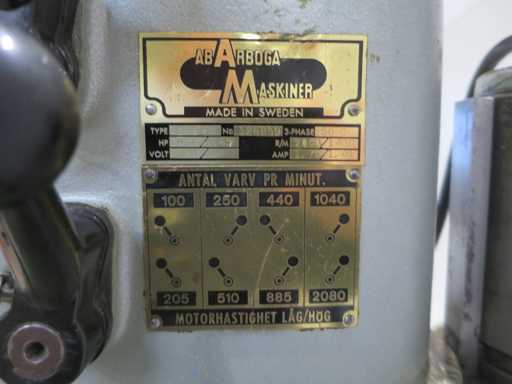 AB ARBOGA
MASKINER
MADE IN SWEDEN
TYPE No 3-PHASE
HP R/M
VOLT AMP
ANTAL VARV PR MINUT.
100 250 440 1040
205 510 885 2080
MOTORHASTIGHET LÅG/HÖG